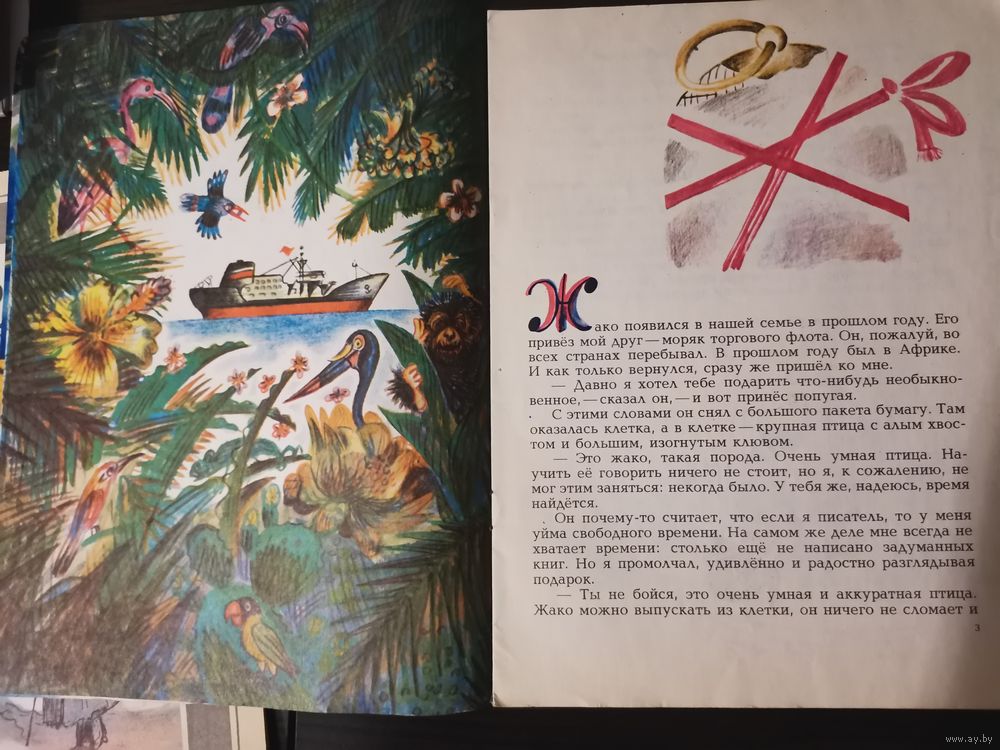 Жако появился в нашей семье в прошлом году. Его
привёз мой друг — моряк торгового флота. Он, пожалуй, во
всех странах перебывал. В прошлом году был в Африке.
И как только вернулся, сразу же пришёл ко мне.
— Давно я хотел тебе подарить что-нибудь необыкно-
венное, — сказал он, — и вот принёс попугая.
С этими словами он снял с большого пакета бумагу. Там
оказалась клетка, а в клетке — крупная птица с алым хвос-
том и большим, изогнутым клювом.
— Это жако, такая порода. Очень умная птица. На-
учить её говорить ничего не стоит, но я, к сожалению, не
мог этим заняться: некогда было. У тебя же, надеюсь, время
найдётся.
Он почему-то считает, что если я писатель, то у меня
уйма свободного времени. На самом же деле мне всегда не
хватает времени: столько ещё не написано задуманных
книг. Но я промолчал, удивлённо и радостно разглядывая
подарок.
— Ты не бойся, это очень умная и аккуратная птица.
Жако можно выпускать из клетки, он ничего не сломает и
3
www.ay.by